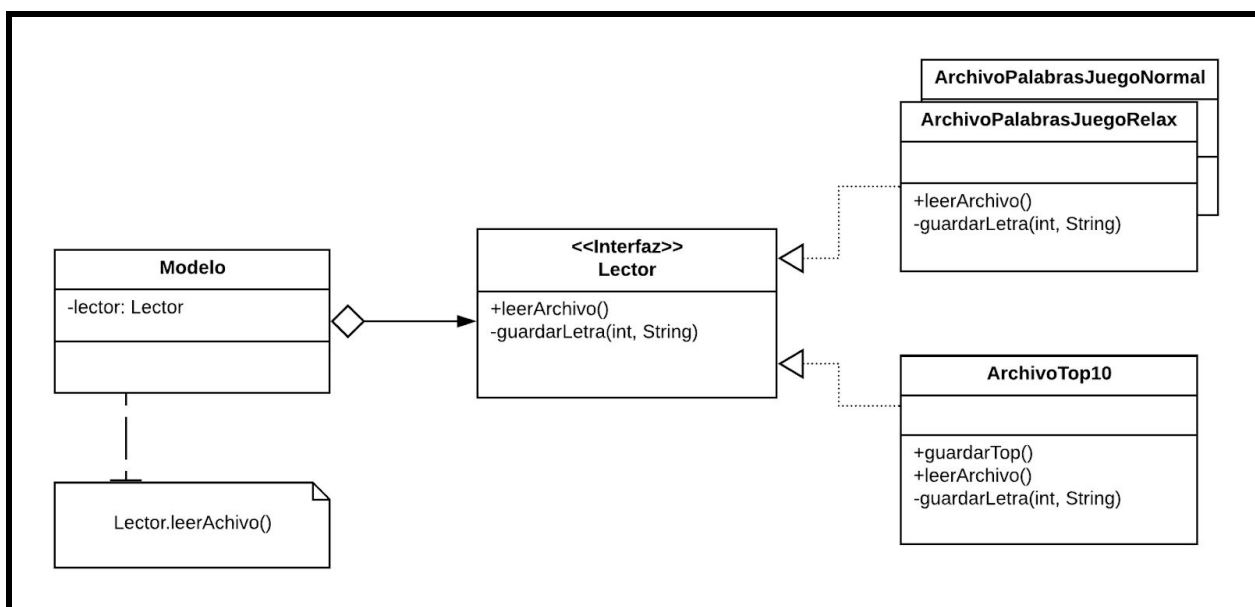 ArchivoPalabrasJuegoNormal
ArchivoPalabrasJuegoRelax
+leerArchivo()
-guardarLetra(int, String)
Modelo
-lector: Lector
<<Interfaz>>
Lector
+leerArchivo()
-guardarLetra(int, String)
ArchivoTop10
+guardarTop()
+leerArchivo()
-guardarLetra(int, String)
Lector.leerAchivo()